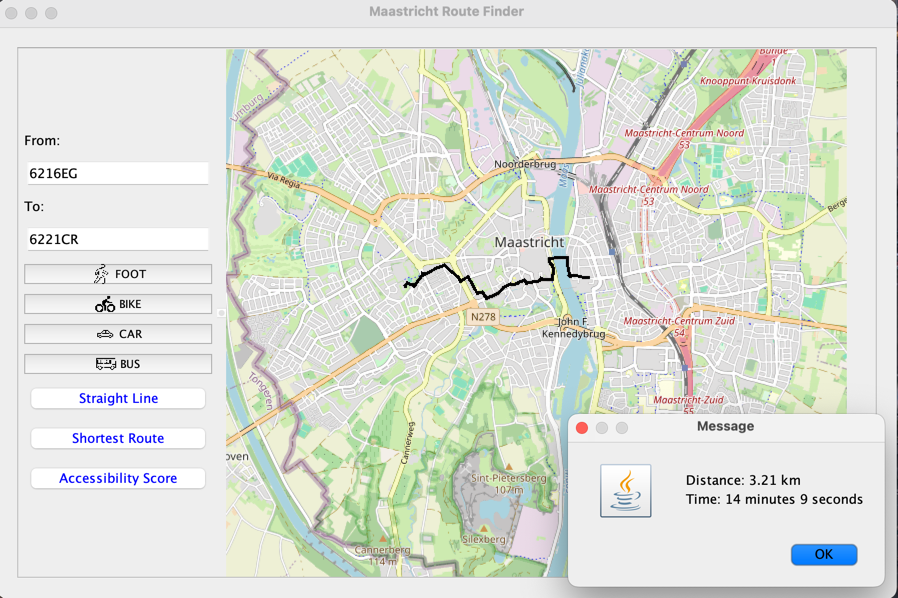 Maastricht Route Finder
From:
6216EG
To:
6221CR
FOOT
BIKE
CAR
BUS
Straight Line
Shortest Route
Accessibility Score
Limburg
Via Regia
Noorderbrug
Maastricht
N278
John F.
Kennedybrug
Knooppunt-Kruisdonk
Maastricht-Centrum Noord
53
Maastricht-Centrum Noord
53
Maastricht-Centrum Zuid
54
Maastricht-Zuid
55
Tongeren
Cannerweg
oven
Sint-Pietersberg
107 m
Silexberg
Cannerberg
114 m
Message
Distance: 3.21 km
Time: 14 minutes 9 seconds
OK